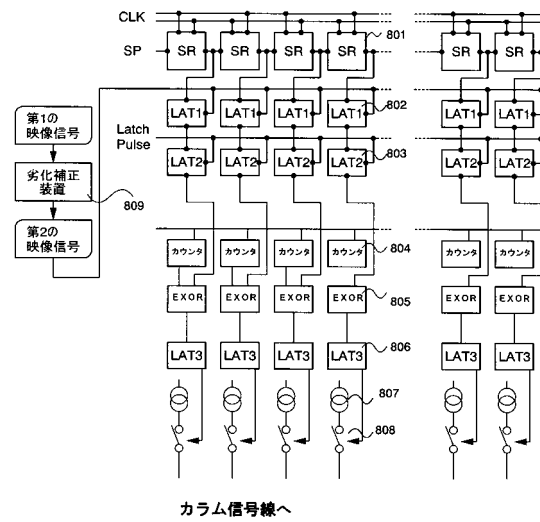 CLK
SP
SR SR SR SR SR SR
801
LAT1 LAT1 LAT1 LAT1 LAT1 LAT1
802
第1の
映像信号
Latch
Pulse
LAT2 LAT2 LAT2 LAT2 LAT2 LAT2
803
劣化補正
装置
809
第2の
映像信号
カウンタ カウンタ カウンタ カウンタ カウンタ カウンタ
804
EXOR EXOR EXOR EXOR EXOR EXOR
805
LAT3 LAT3 LAT3 LAT3 LAT3 LAT3
806
807
808
カラム信号線へ